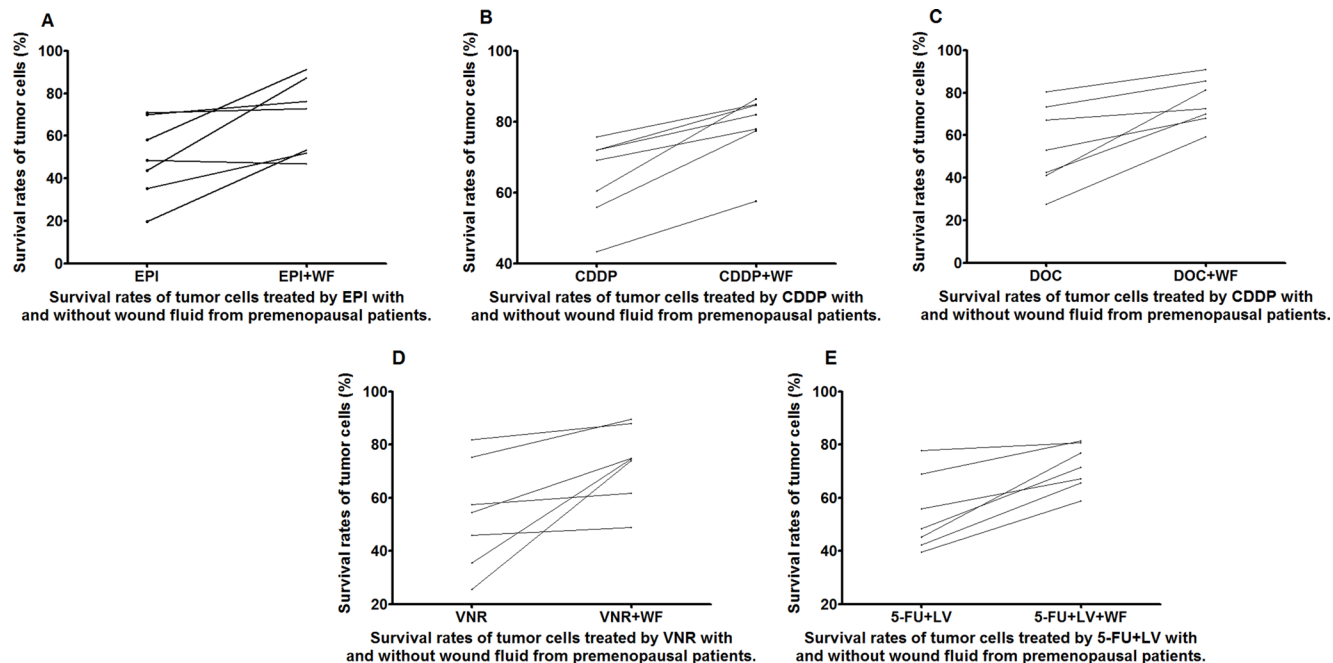 A
Survival rates of tumor cells (%)
100
80
60
40
20
0
EPI
EPI+WF
Survival rates of tumor cells treated by EPI with
and without wound fluid from premenopausal patients.
B
Survival rates of tumor cells (%)
100
80
60
40
CDDP
CDDP+WF
Survival rates of tumor cells treated by CDDP with
and without wound fluid from premenopausal patients.
C
Survival rates of tumor cells (%)
100
80
60
40
20
0
DOC
DOC+WF
Survival rates of tumor cells treated by CDDP with
and without wound fluid from premenopausal patients.
D
Survival rates of tumor cells (%)
100
80
60
40
20
VNR
VNR+WF
Survival rates of tumor cells treated by VNR with
and without wound fluid from premenopausal patients.
E
Survival rates of tumor cells (%)
100
80
60
40
20
5-FU+LV
5-FU+LV+WF
Survival rates of tumor cells treated by 5-FU+LV with
and without wound fluid from premenopausal patients.